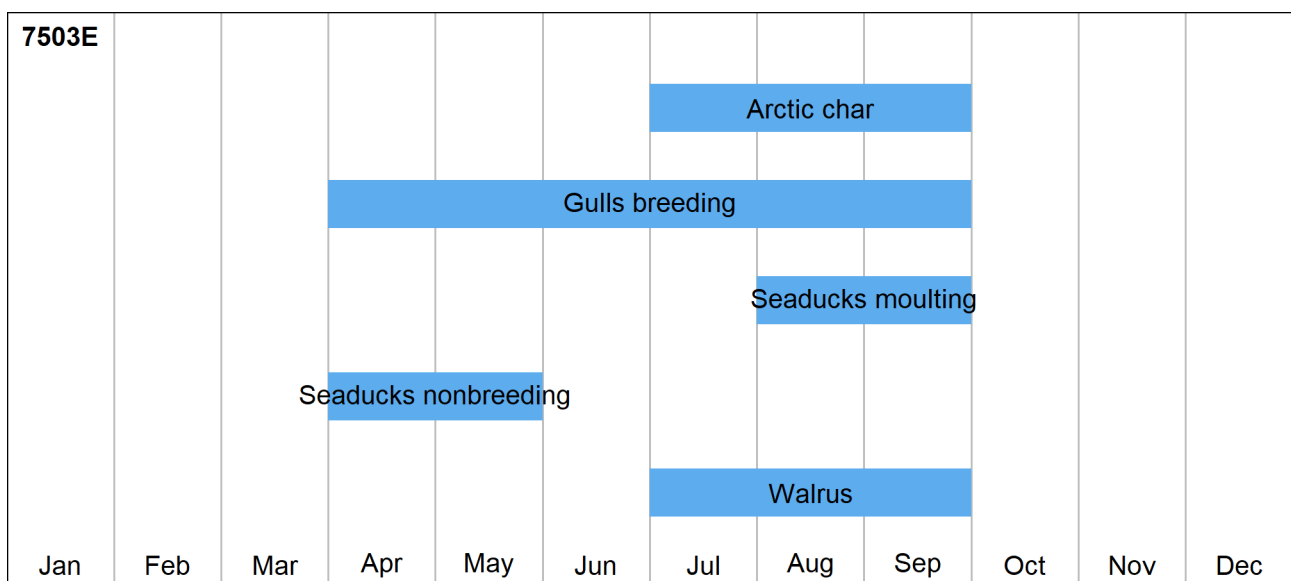 7503E
Arctic char
Gulls breeding
Seaducks moulting
Seaducks nonbreeding
Walrus
Jan Feb Mar Apr May Jun Jul Aug Sep Oct Nov Dec